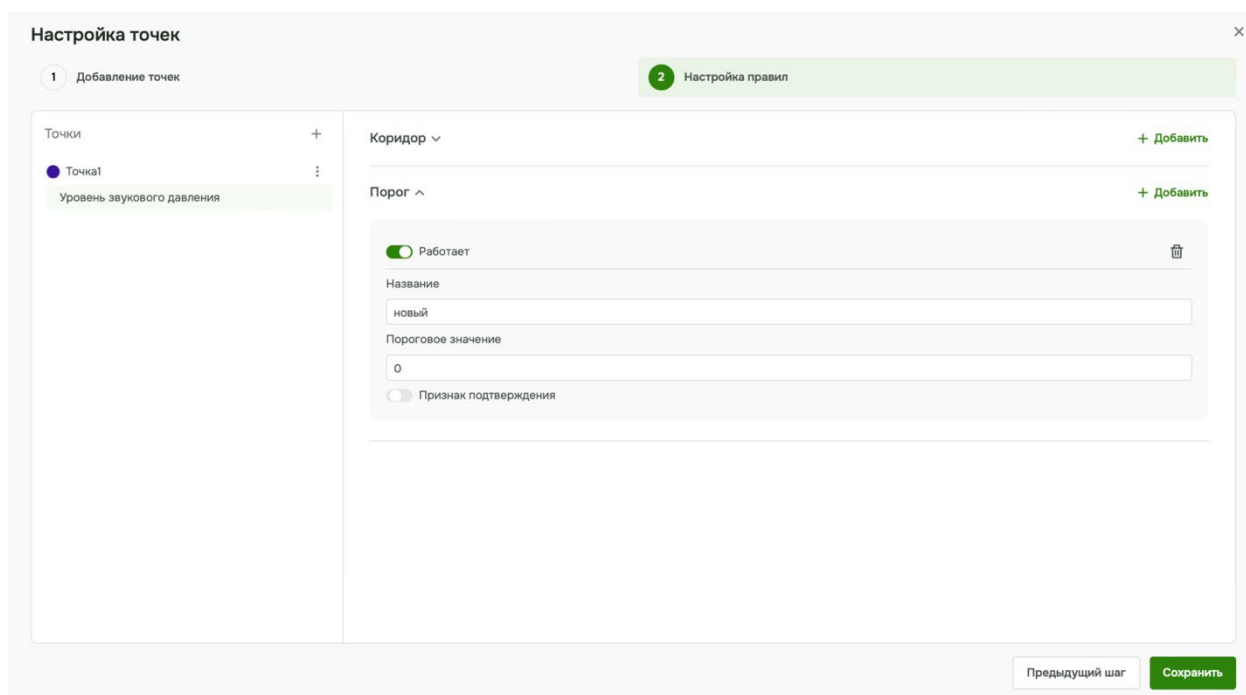 Настройка точек
1 Добавление точек
2 Настройка правил
Точки
Точка1
Уровень звукового давления
Коридор
+ Добавить
Порог
+ Добавить
Работает
Название
новый
Пороговое значение
0
Признак подтверждения
Предыдущий шаг
Сохранить